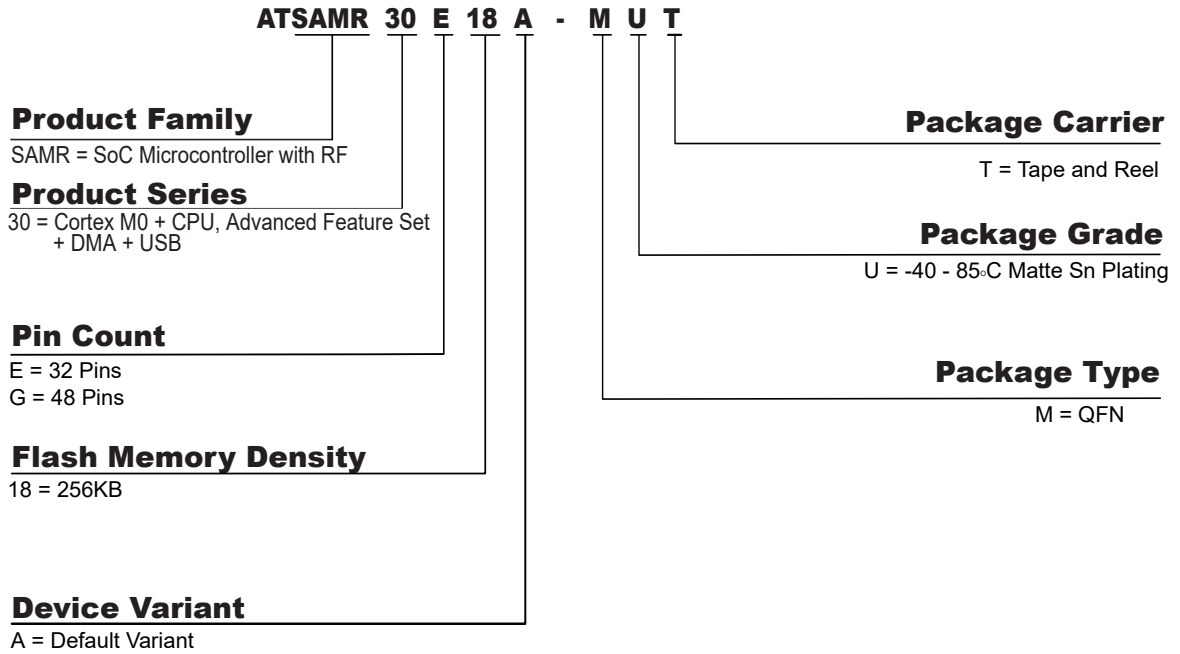 ATSAMR 30 E 18 A - M U T
Product Family
SAMR = SoC Microcontroller with RF
Product Series
30 = Cortex M0 + CPU, Advanced Feature Set
+ DMA + USB
Pin Count
E = 32 Pins
G = 48 Pins
Flash Memory Density
18 = 256KB
Device Variant
A = Default Variant
Package Carrier
T = Tape and Reel
Package Grade
U = -40 - 85°C Matte Sn Plating
Package Type
M = QFN